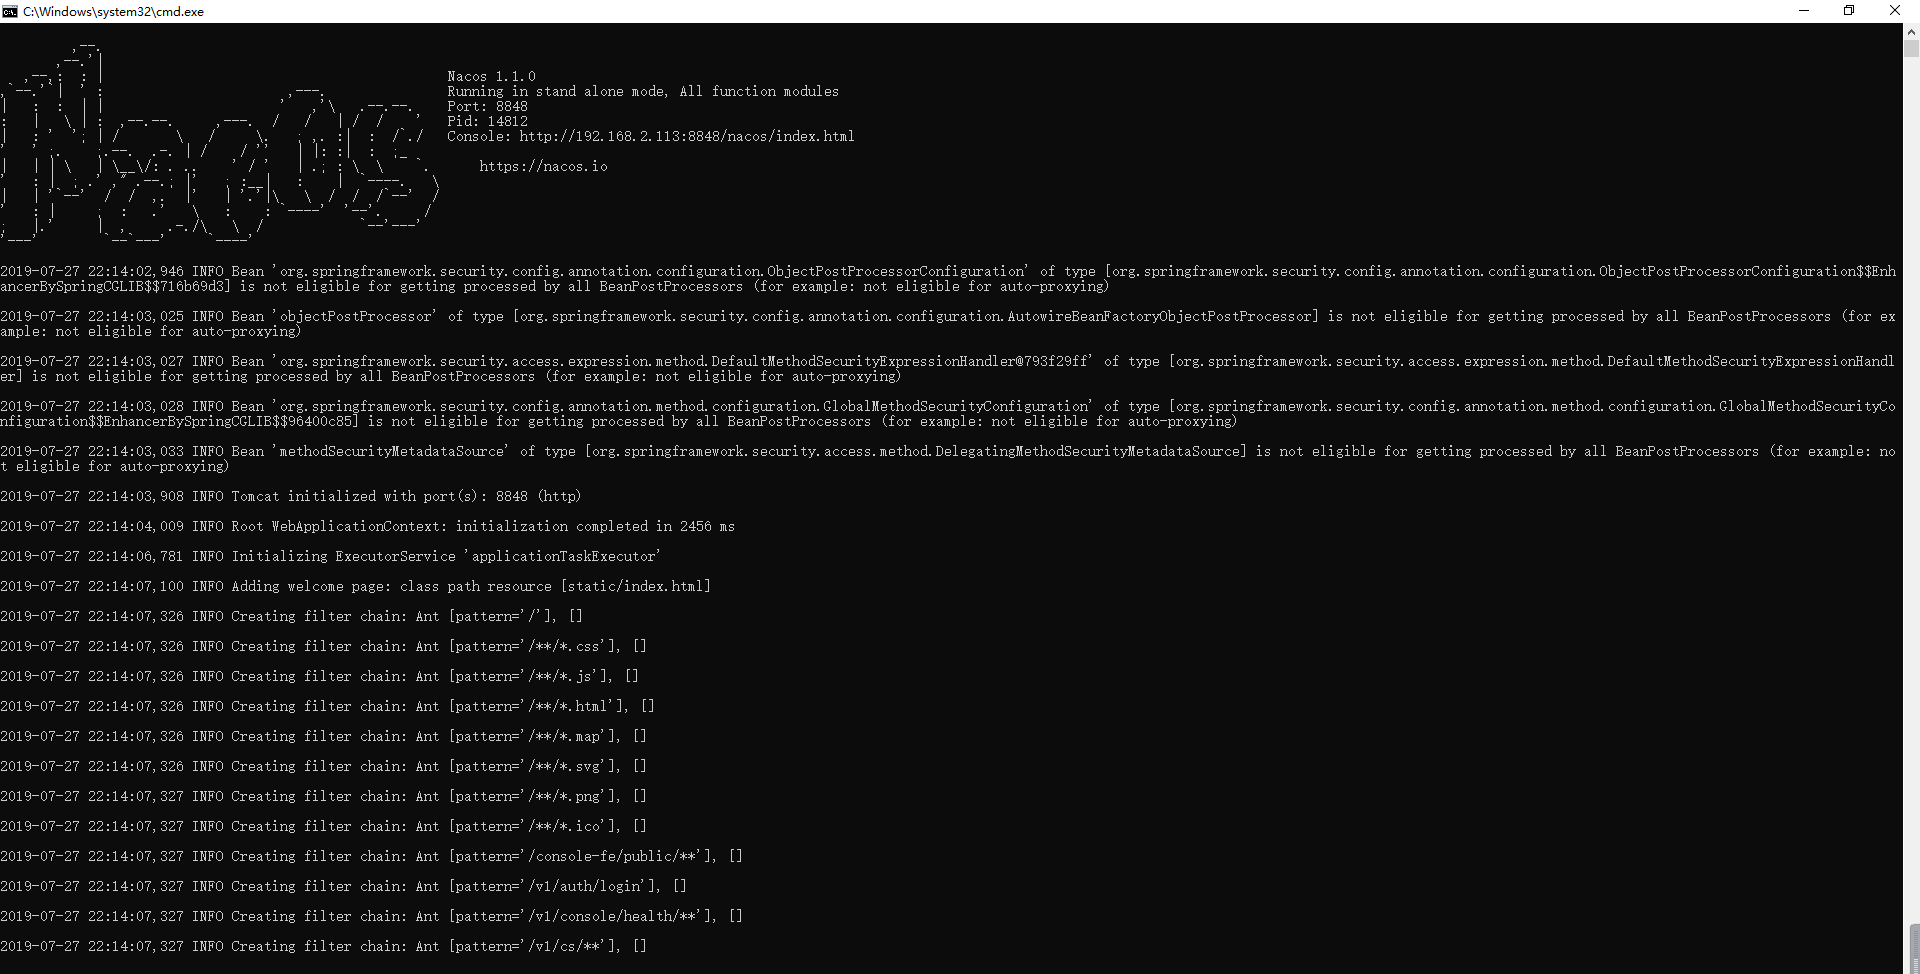 C:\Windows\system32\cmd.exe
Nacos 1.1.0
Running in stand alone mode, All function modules
Port: 8848
Pid: 14812
Console: http://192.168.2.113:8848/nacos/index.html
https://nacos.io
2019-07-27 22:14:02,946 INFO Bean 'org.springframework.security.config.annotation.configuration.ObjectPostProcessorConfiguration' of type [org.springframework.security.config.annotation.configuration.ObjectPostProcessorConfiguration$$Enh
ancerBySpringCGLIB$$716b69d3] is not eligible for getting processed by all BeanPostProcessors (for example: not eligible for auto-proxying)
2019-07-27 22:14:03,025 INFO Bean 'objectPostProcessor' of type [org.springframework.security.config.annotation.configuration.AutowireBeanFactoryObjectPostProcessor] is not eligible for getting processed by all BeanPostProcessors (for ex
ample: not eligible for auto-proxying)
2019-07-27 22:14:03,027 INFO Bean 'org.springframework.security.access.expression.method.DefaultMethodSecurityExpressionHandler@793f29ff' of type [org.springframework.security.access.expression.method.DefaultMethodSecurityExpressionHandl
er] is not eligible for getting processed by all BeanPostProcessors (for example: not eligible for auto-proxying)
2019-07-27 22:14:03,028 INFO Bean 'org.springframework.security.config.annotation.method.configuration.GlobalMethodSecurityConfiguration' of type [org.springframework.security.config.annotation.method.configuration.GlobalMethodSecurityCo
nfiguration$$EnhancerBySpringCGLIB$$96400c85] is not eligible for getting processed by all BeanPostProcessors (for example: not eligible for auto-proxying)
2019-07-27 22:14:03,033 INFO Bean 'methodSecurityMetadataSource' of type [org.springframework.security.access.method.DelegatingMethodSecurityMetadataSource] is not eligible for getting processed by all BeanPostProcessors (for example: no
t eligible for auto-proxying)
2019-07-27 22:14:03,908 INFO Tomcat initialized with port(s): 8848 (http)
2019-07-27 22:14:04,009 INFO Root WebApplicationContext: initialization completed in 2456 ms
2019-07-27 22:14:06,781 INFO Initializing ExecutorService 'applicationTaskExecutor'
2019-07-27 22:14:07,100 INFO Adding welcome page: class path resource [static/index.html]
2019-07-27 22:14:07,326 INFO Creating filter chain: Ant [pattern='/'], []
2019-07-27 22:14:07,326 INFO Creating filter chain: Ant [pattern='/**/*.css'], []
2019-07-27 22:14:07,326 INFO Creating filter chain: Ant [pattern='/**/*.js'], []
2019-07-27 22:14:07,326 INFO Creating filter chain: Ant [pattern='/**/*.html'], []
2019-07-27 22:14:07,326 INFO Creating filter chain: Ant [pattern='/**/*.map'], []
2019-07-27 22:14:07,326 INFO Creating filter chain: Ant [pattern='/**/*.svg'], []
2019-07-27 22:14:07,327 INFO Creating filter chain: Ant [pattern='/**/*.png'], []
2019-07-27 22:14:07,327 INFO Creating filter chain: Ant [pattern='/**/*.ico'], []
2019-07-27 22:14:07,327 INFO Creating filter chain: Ant [pattern='/console-fe/public/**'], []
2019-07-27 22:14:07,327 INFO Creating filter chain: Ant [pattern='/v1/auth/login'], []
2019-07-27 22:14:07,327 INFO Creating filter chain: Ant [pattern='/v1/console/health/**'], []
2019-07-27 22:14:07,327 INFO Creating filter chain: Ant [pattern='/v1/cs/**'], []